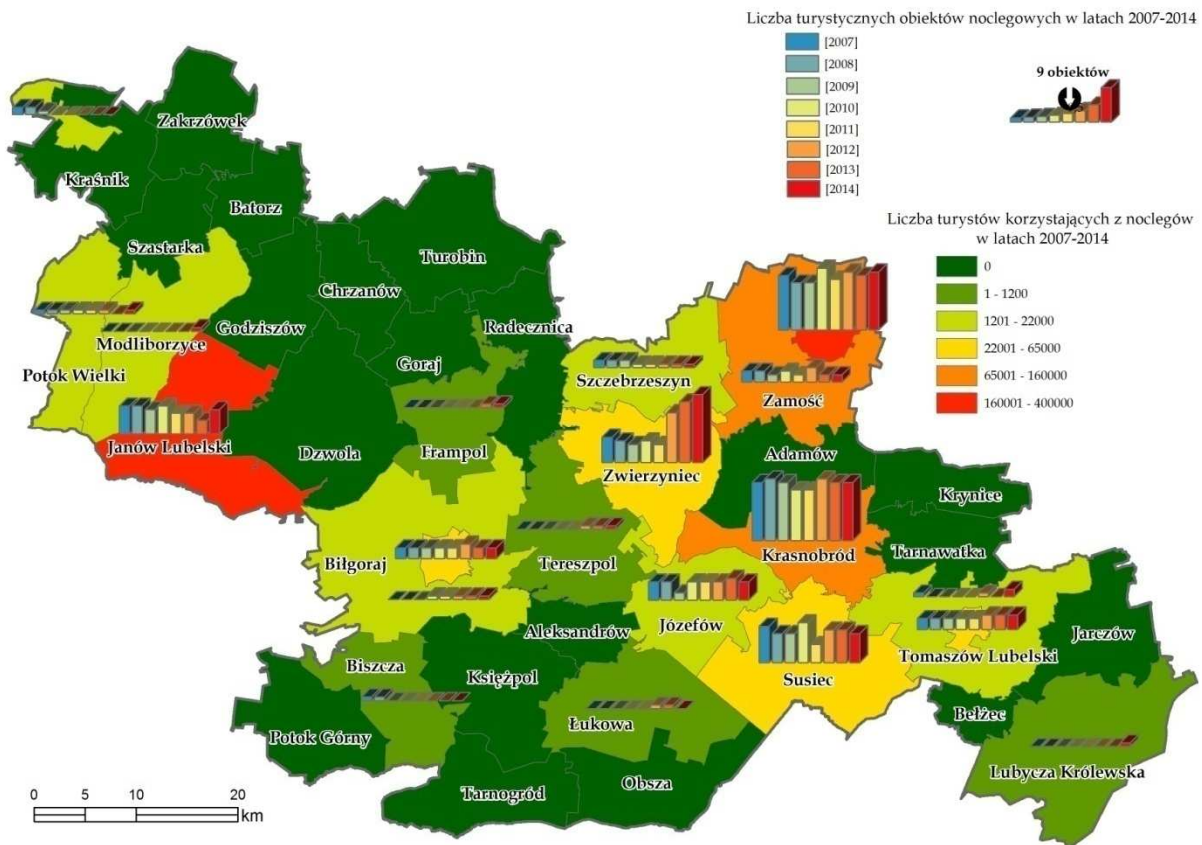 Liczba turystycznych obiektów noclegowych w latach 2007-2014
[2007]
[2008]
[2009]
[2010]
[2011]
[2012]
[2013]
[2014]
9 obiektów
Liczba turystów korzystających z noclegów
w latach 2007-2014
0
1 - 1200
1201 - 22000
22001 - 65000
65001 - 160000
160001 - 400000
Zakrzówek
Kraśnik
Batorz
Szastarka
Turobin
Chrzanów
Radecznica
Godziszów
Modliborzyce
Goraj
Szczebrzeszyn
Potok Wielki
Zamość
Janów Lubelski
Frampol
Dzwola
Adamów
Zwierzyniec
Krynice
Krasnobród
Tarnawatka
Biłgoraj
Tereszpol
Józefów
Aleksandrów
Jarczów
Tomaszów Lubelski
Biszcza
Księżpol
Susiec
Bełżec
Łukowa
Potok Górny
Lubycza Królewska
Obsza
Tarnogród
0 5 10 20
km